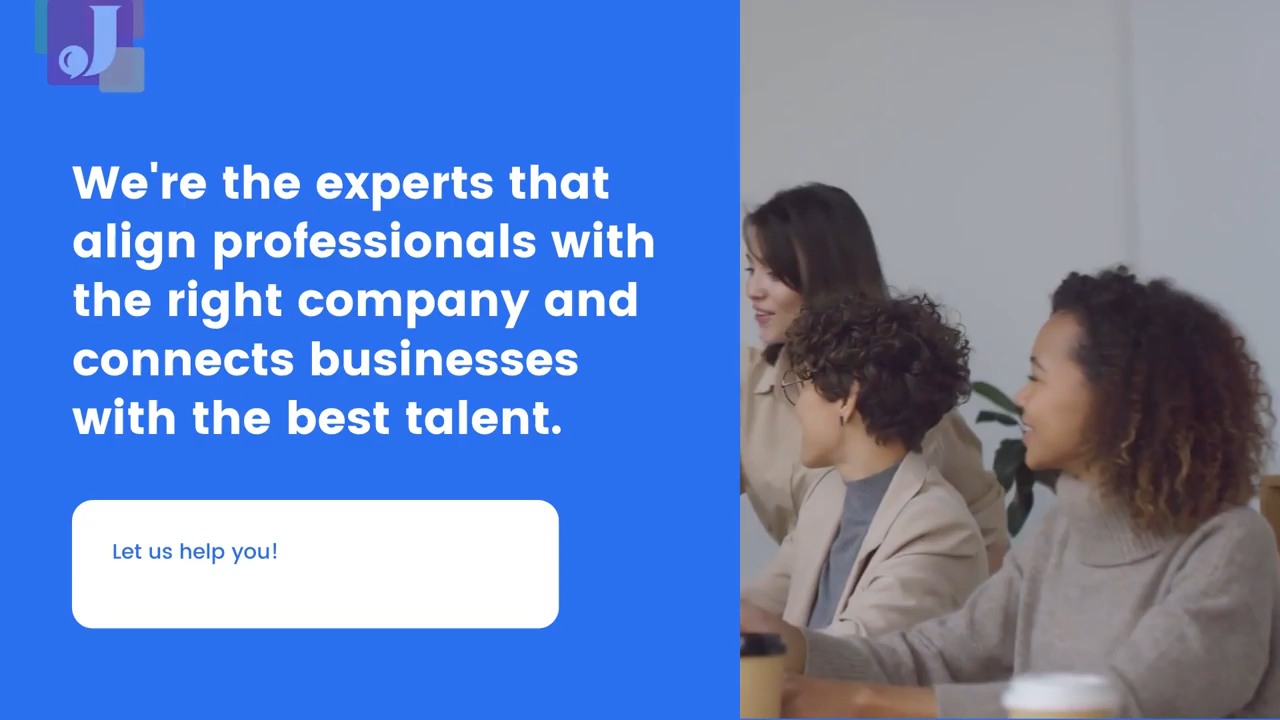 J
We're the experts that
align professionals with
the right company and
connects businesses
with the best talent.
Let us help you!